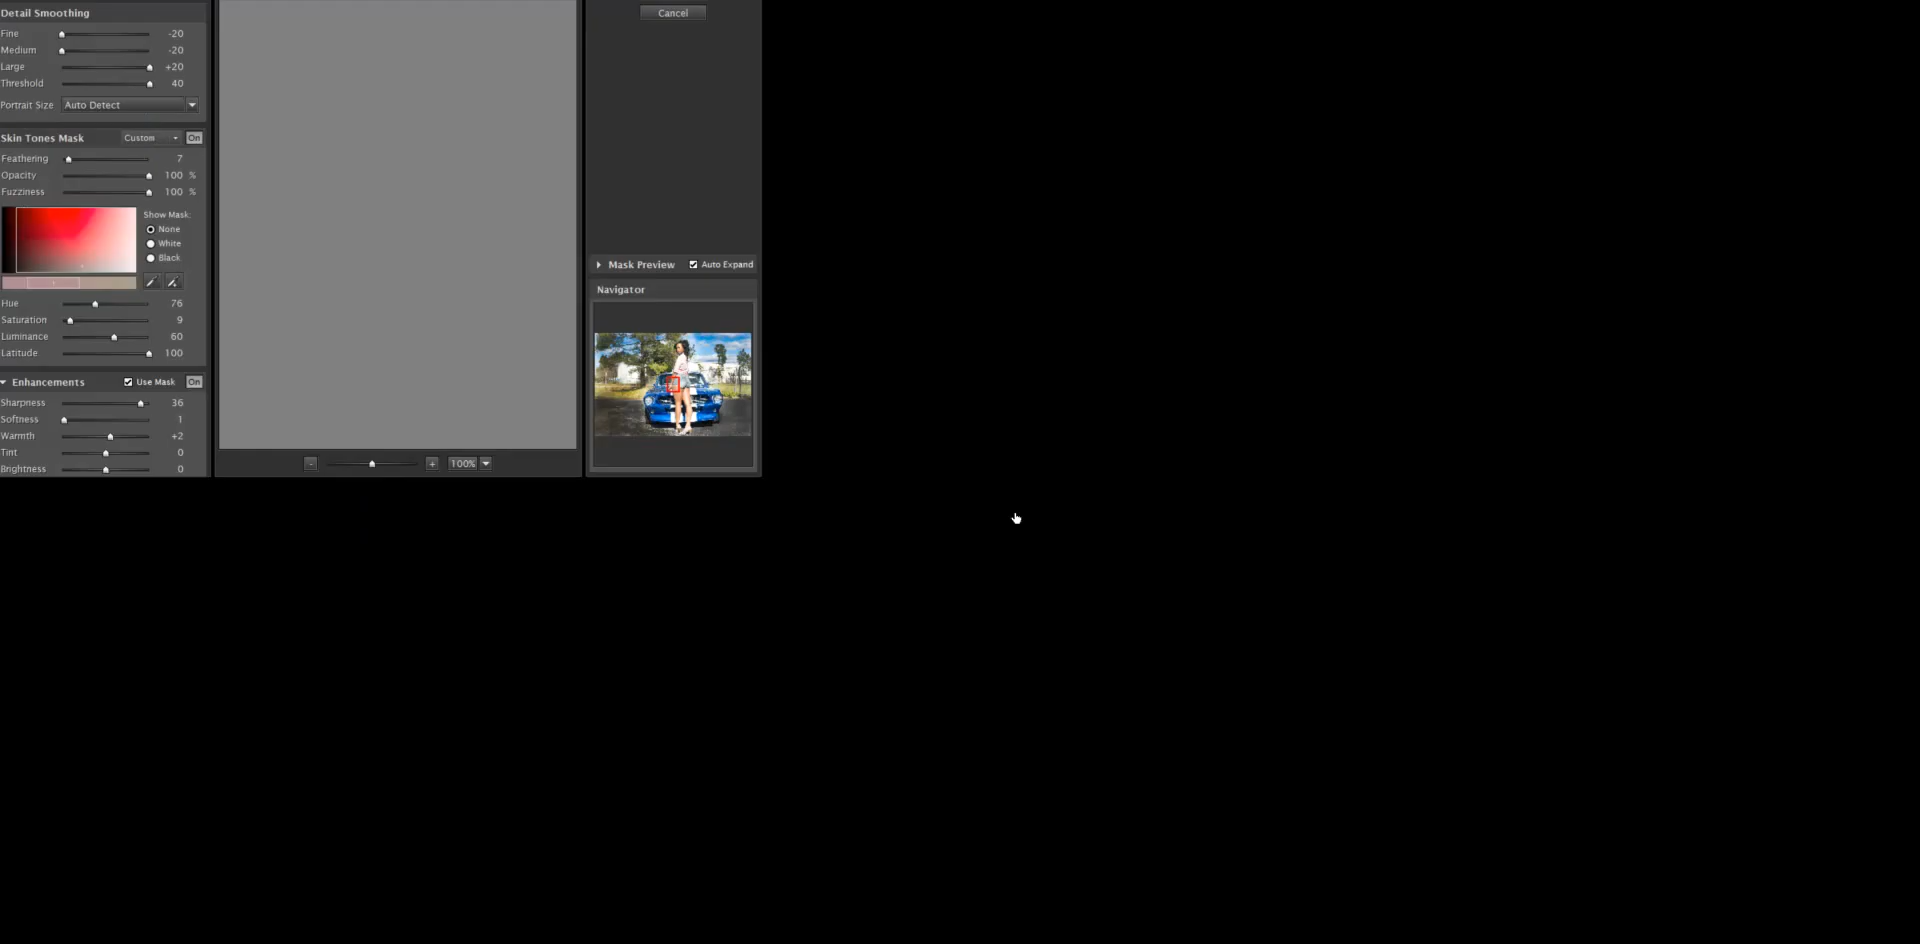 Detail Smoothing
Fine -20
Medium -20
Large +20
Threshold 40
Portrait Size Auto Detect
Skin Tones Mask Custom On
Feathering 7
Opacity 100 %
Fuzziness 100 %
Show Mask:
None
White
Black
Hue 76
Saturation 9
Luminance 60
Latitude 100
Enhancements Use Mask On
Sharpness 36
Softness 1
Warmth +2
Tint 0
Brightness 0
- + 100%
Cancel
Mask Preview Auto Expand
Navigator